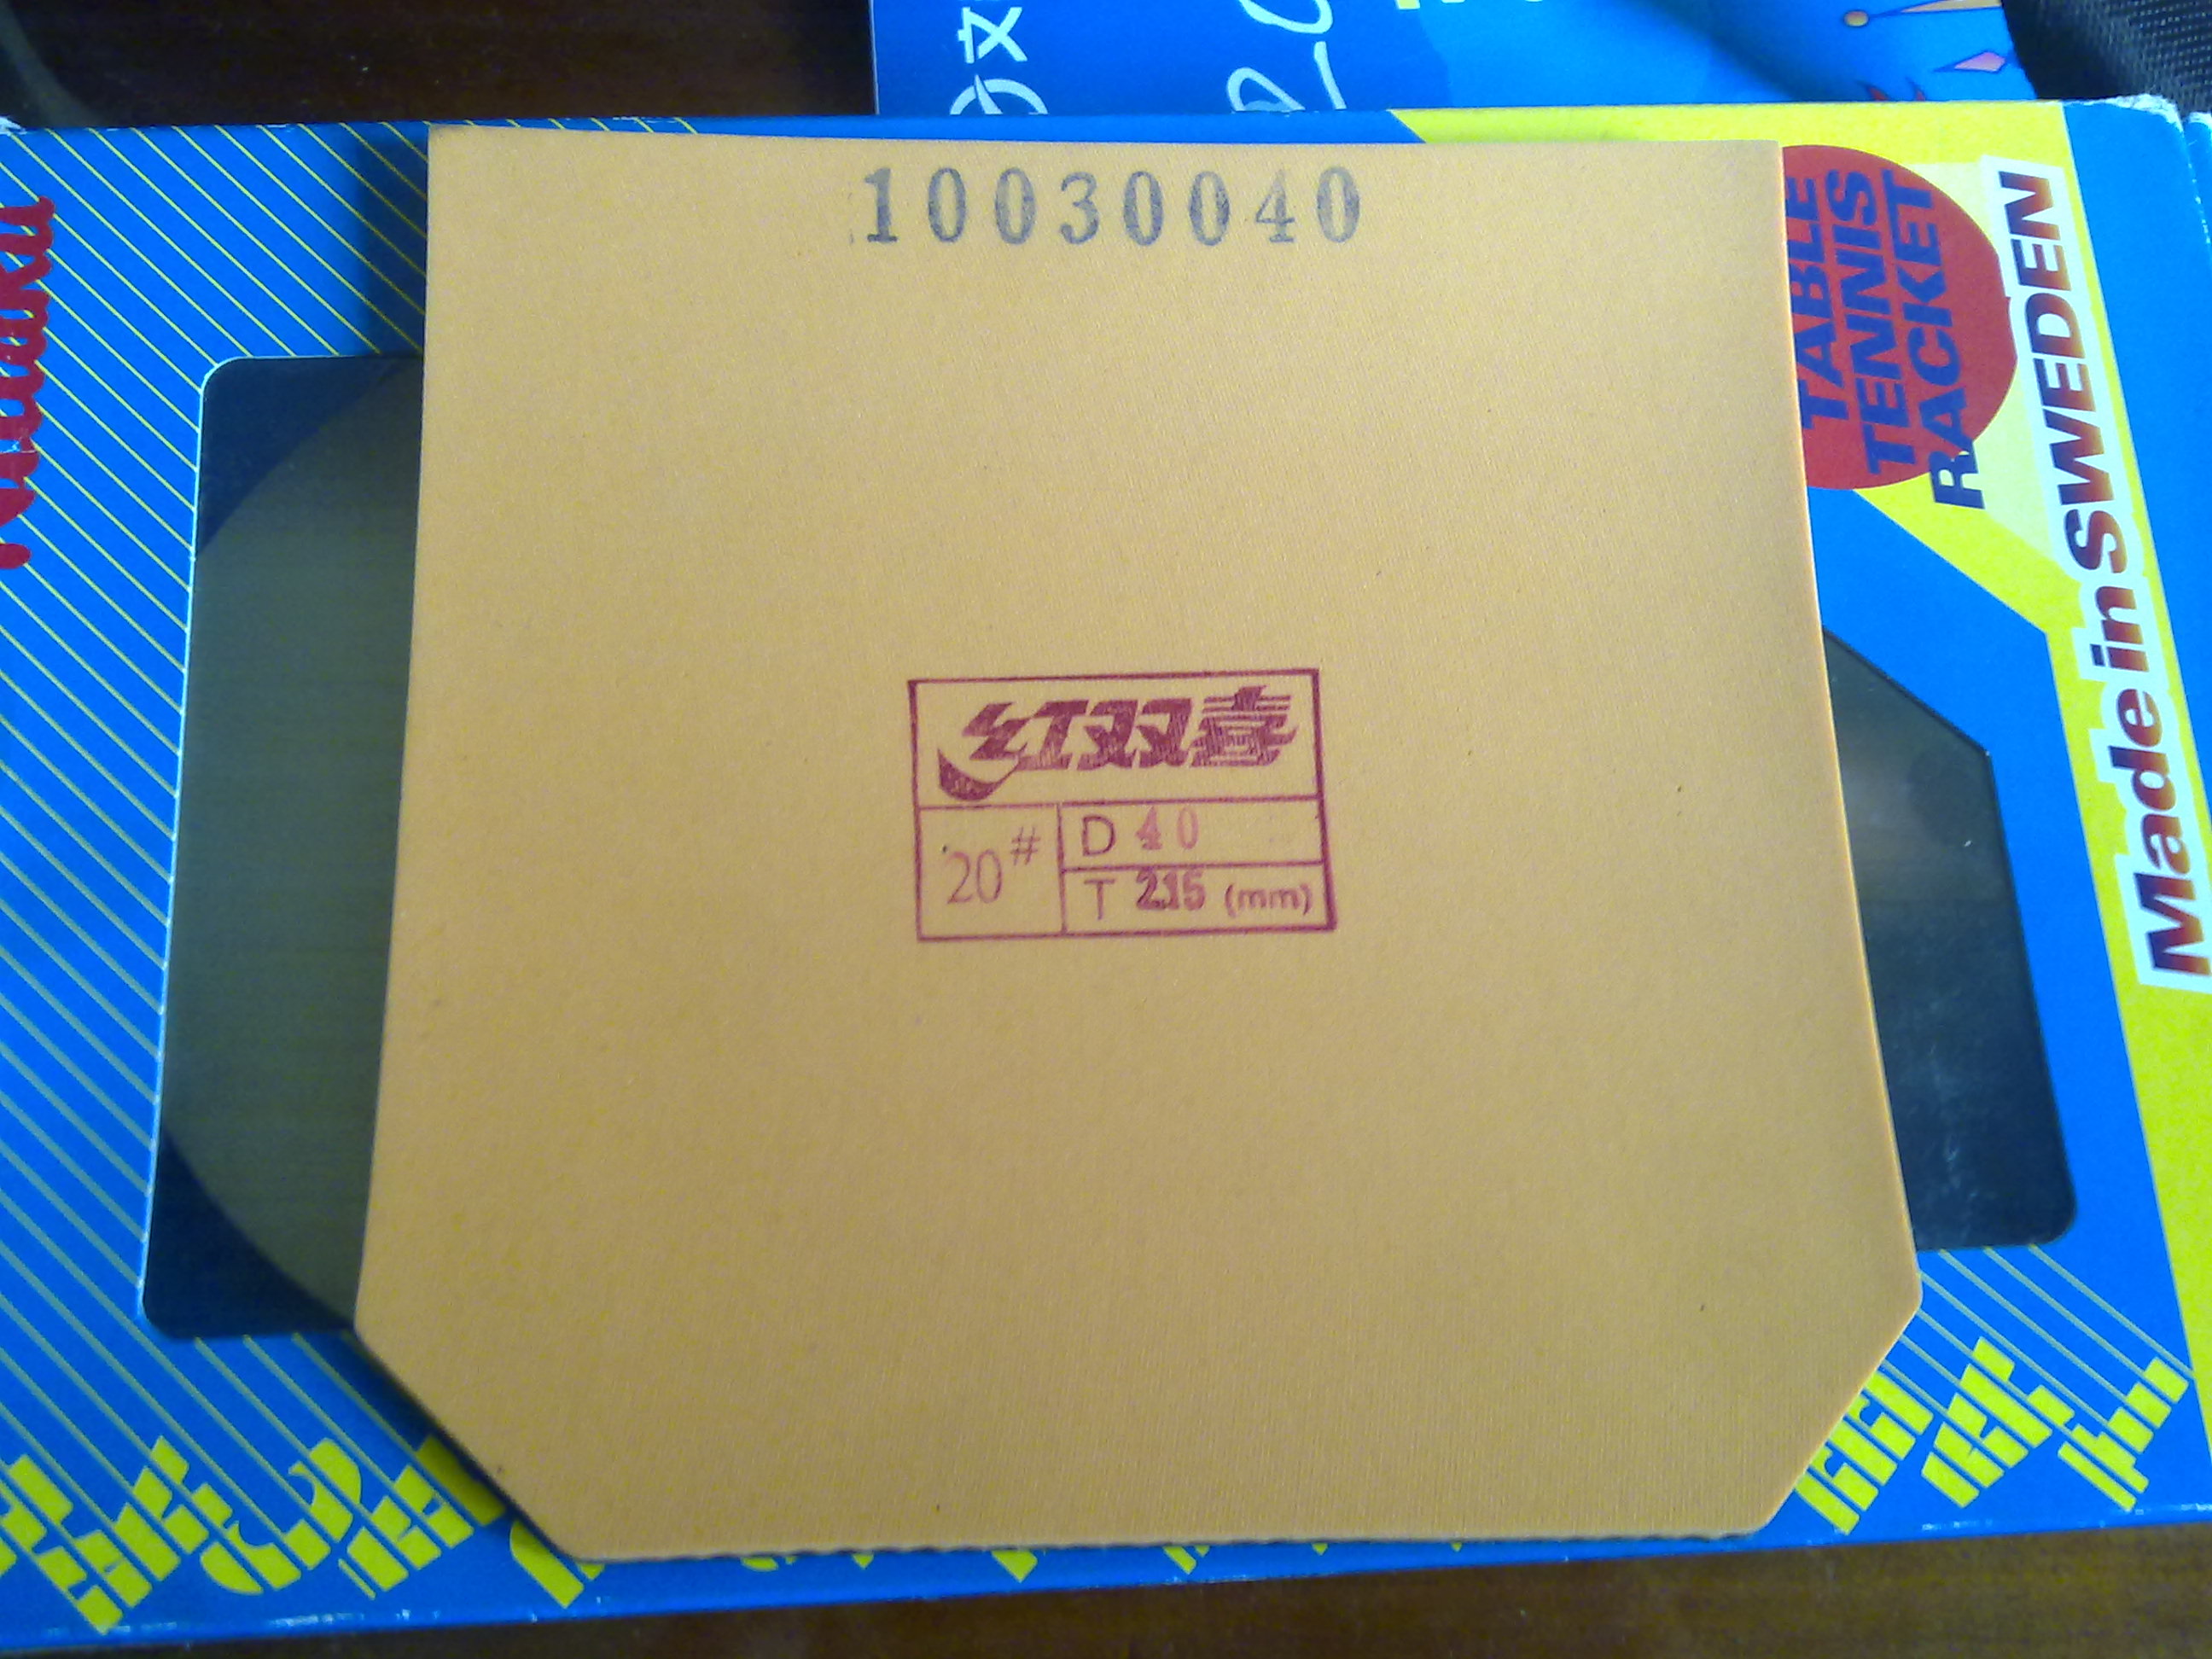 10030040
红双喜
20#
D 40
T 2.15 (mm)
TABLE
TENNIS
RACKET
Made in SWEDEN